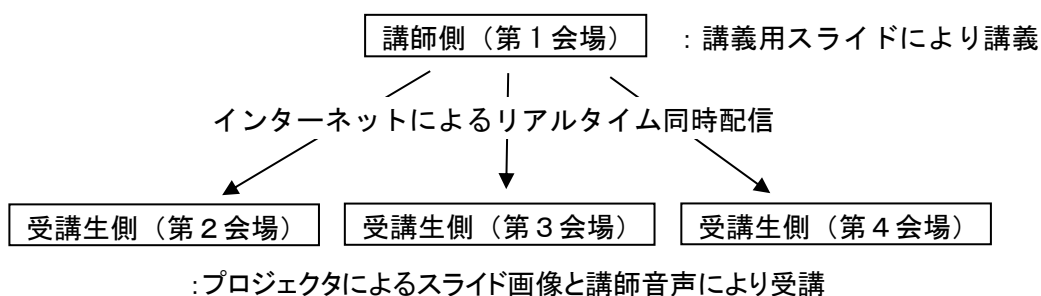 講師側（第１会場） ：講義用スライドにより講義
インターネットによるリアルタイム同時配信
受講生側（第２会場） 受講生側（第３会場） 受講生側（第４会場）
：プロジェクタによるスライド画像と講師音声により受講